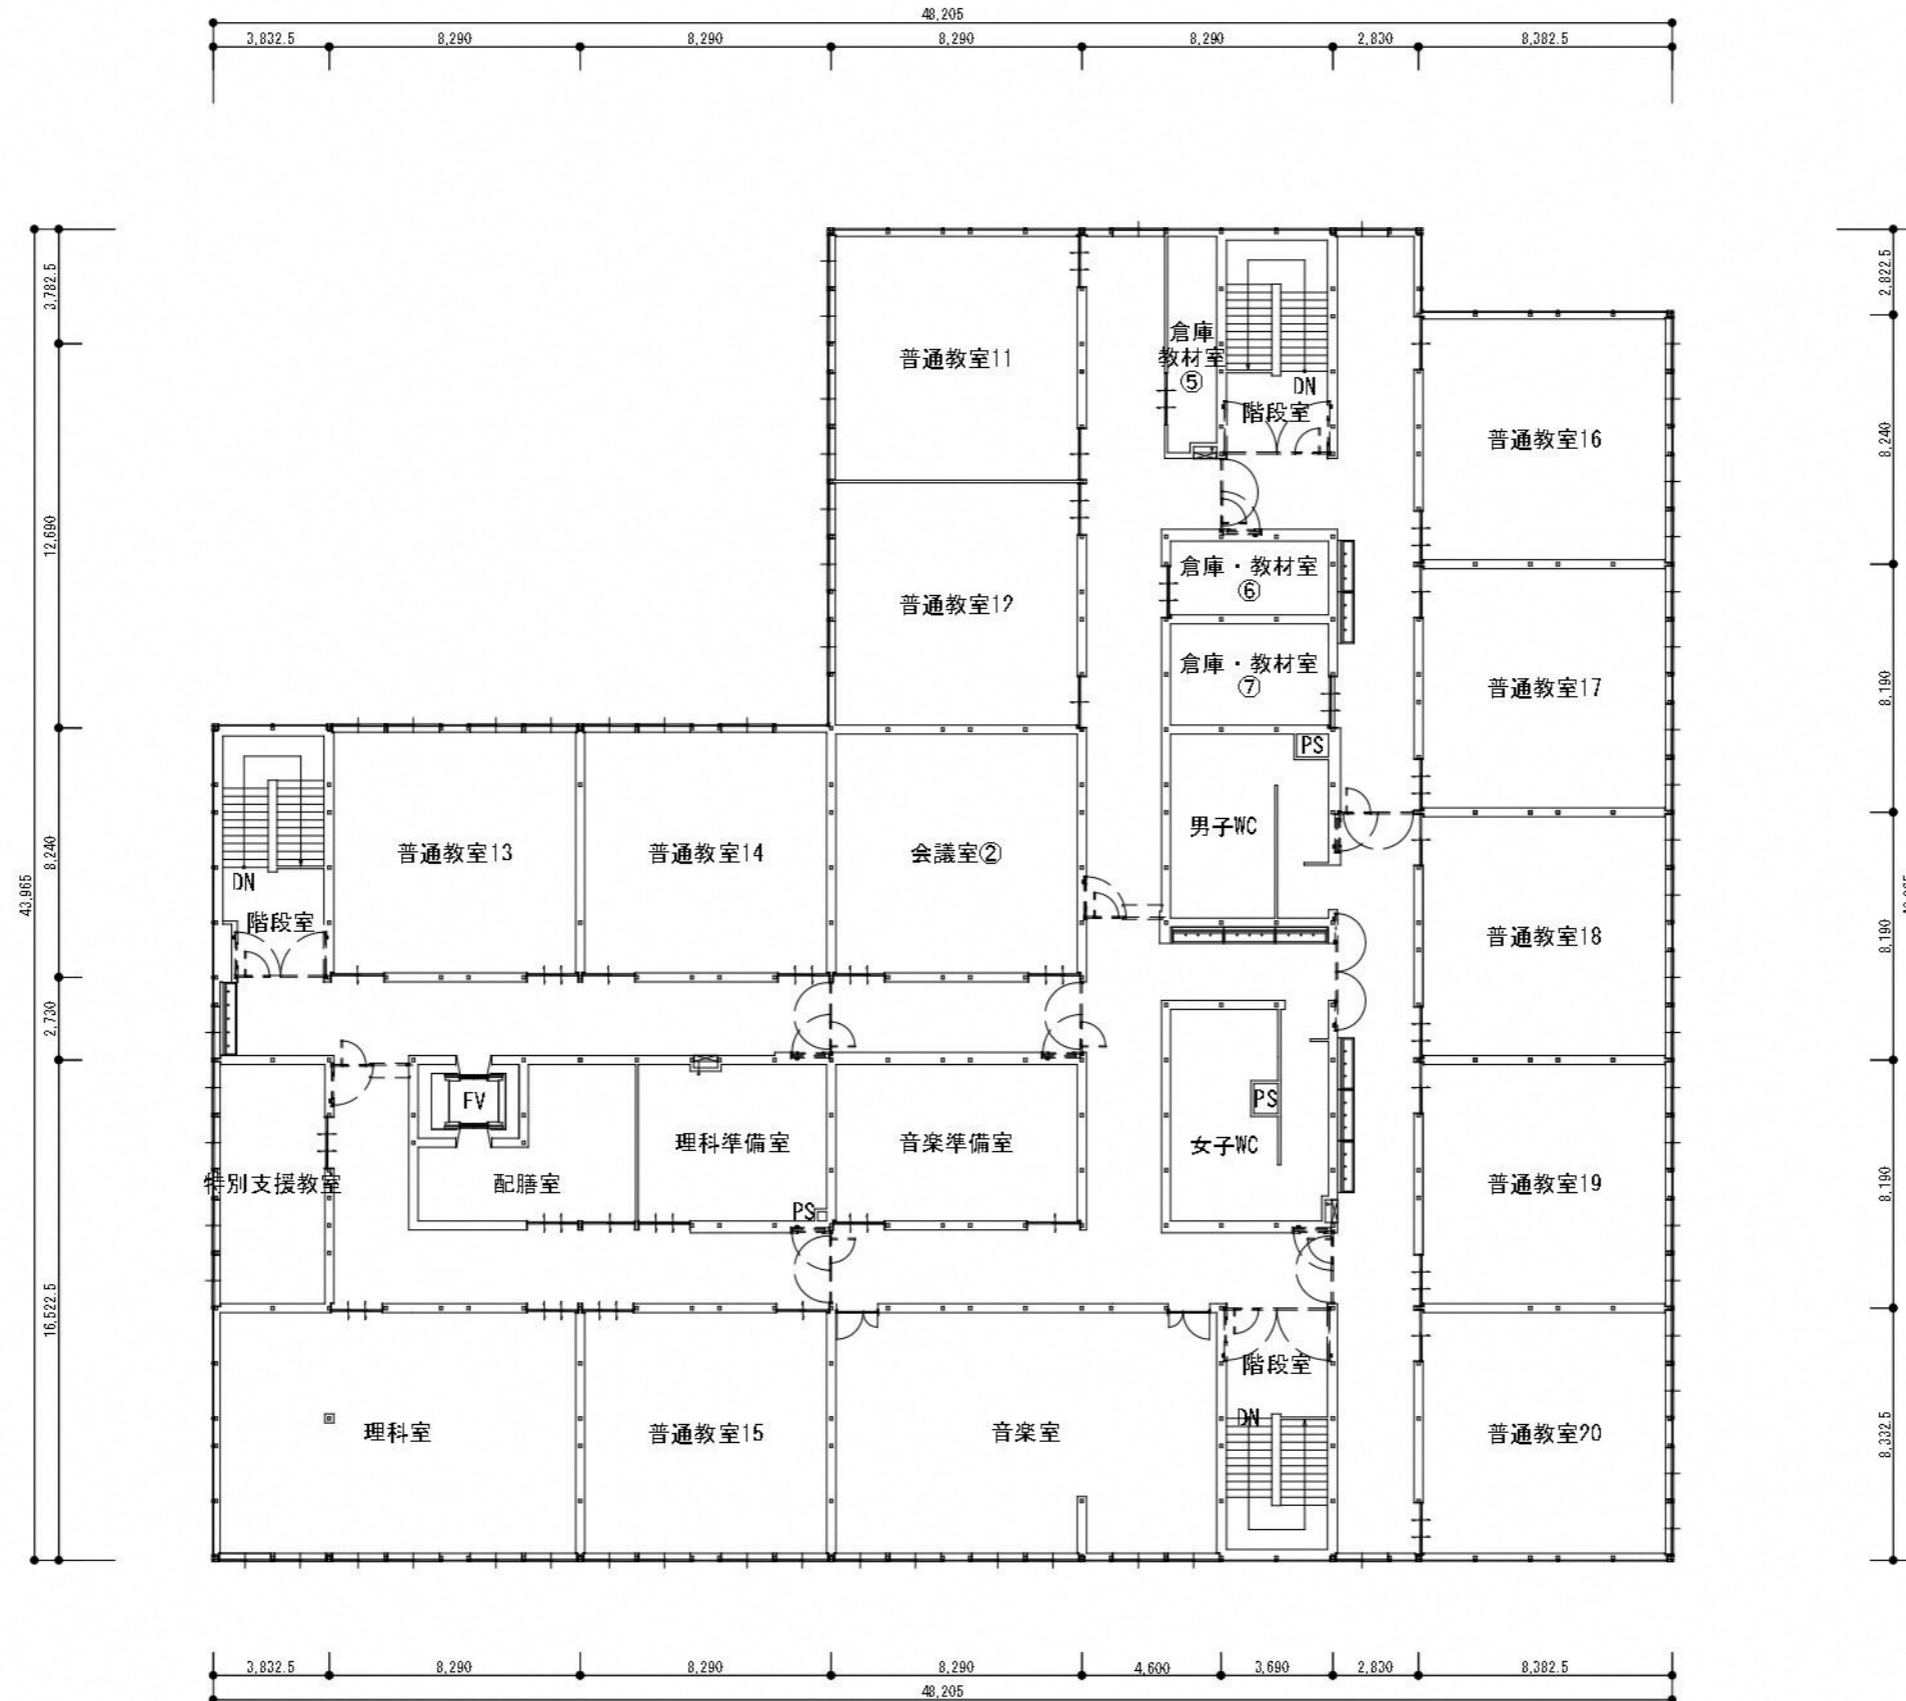 48,205
3,832.5
8,290
8,290
8,290
8,290
2,830
8,382.5
3,782.5
12,690
8,240
2,730
16,522.5
43,965
2,822.5
8,240
8,190
8,190
8,190
8,332.5
普通教室11
倉庫
教材室
⑤
DN
階段室
普通教室16
普通教室12
倉庫・教材室
⑥
倉庫・教材室
⑦
普通教室17
PS
男子WC
普通教室13
普通教室14
会議室②
DN
階段室
普通教室18
特別支援教室
配膳室
理科準備室
PS
音楽準備室
PS
女子WC
普通教室19
階段室
DN
理科室
普通教室15
音楽室
普通教室20
3,832.5
8,290
8,290
8,290
4,600
3,690
2,830
8,382.5
48,205